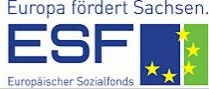 Europa fördert Sachsen.
ESF
Europäischer Sozialfonds